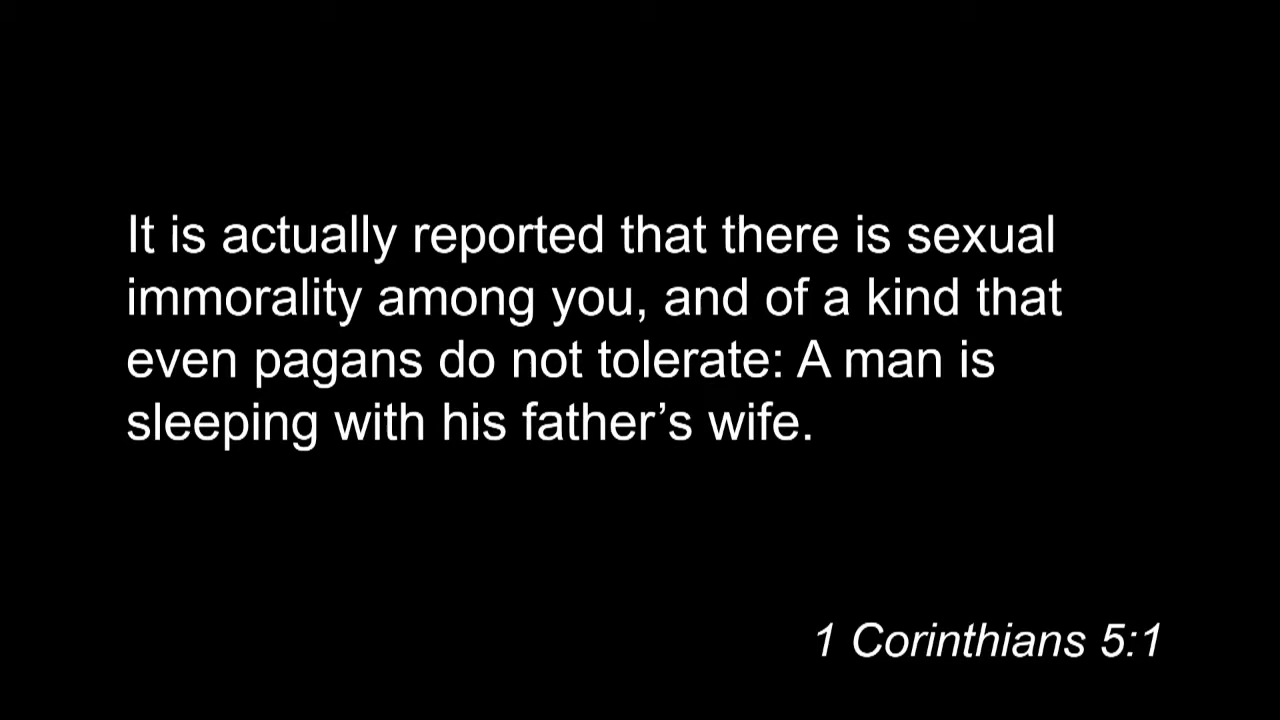 It is actually reported that there is sexual
immorality among you, and of a kind that
even pagans do not tolerate: A man is
sleeping with his father’s wife.
1 Corinthians 5:1